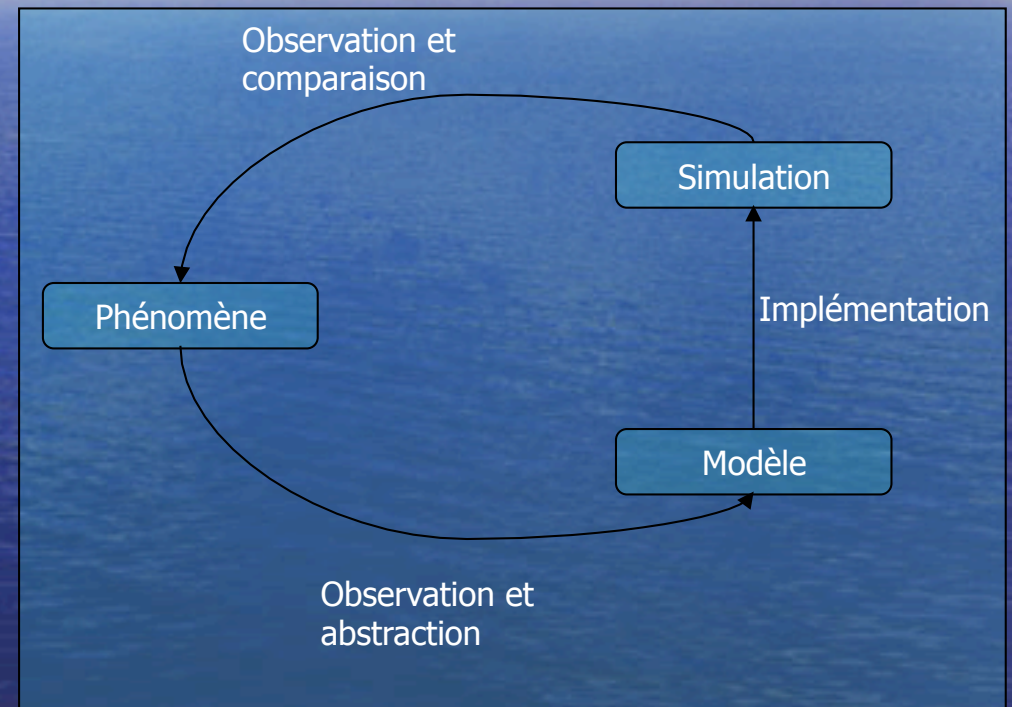 Observation et
comparaison
Simulation
Phénomène
Implémentation
Modèle
Observation et
abstraction